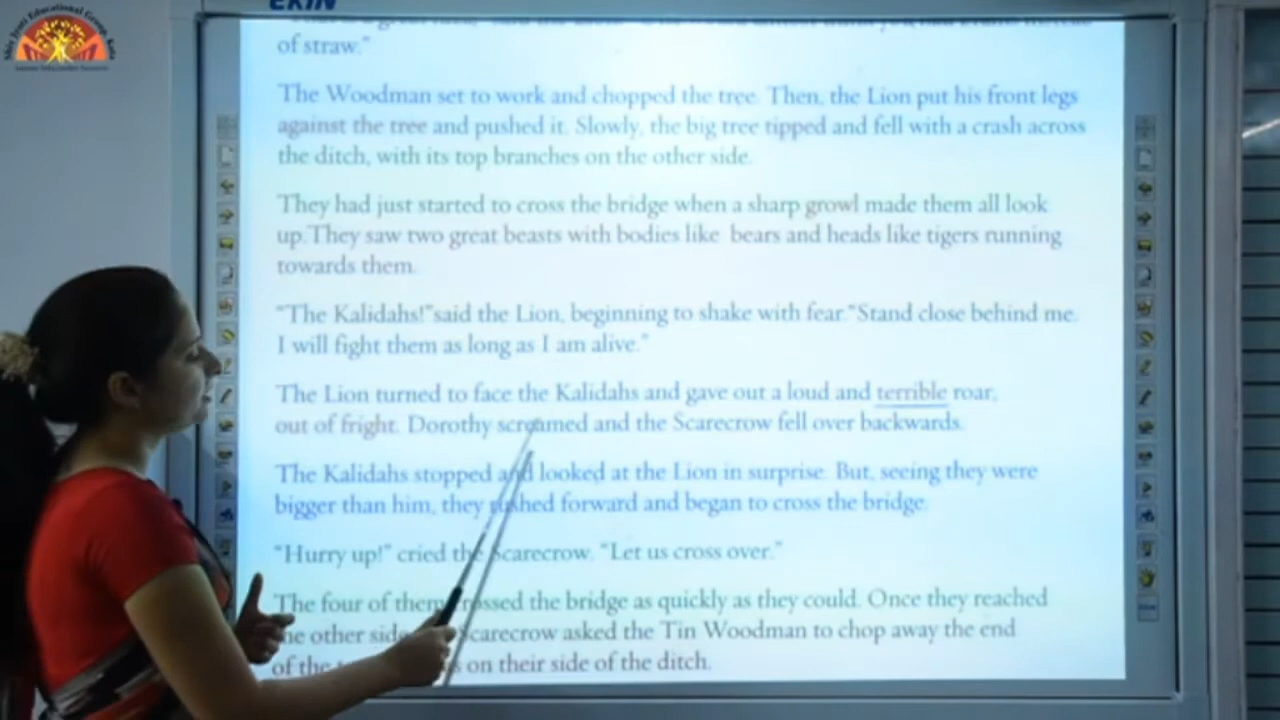 EKIN
Shiv Jyoti Educational Group, Kota
of straw."
The Woodman set to work and chopped the tree. Then, the Lion put his front legs
against the tree and pushed it. Slowly, the big tree tipped and fell with a crash across
the ditch, with its top branches on the other side.
They had just started to cross the bridge when a sharp growl made them all look
up.They saw two great beasts with bodies like bears and heads like tigers running
towards them.
"The Kalidahs!"said the Lion, beginning to shake with fear."Stand close behind me.
I will fight them as long as I am alive."
The Lion turned to face the Kalidahs and gave out a loud and terrible roar,
out of fright. Dorothy screamed and the Scarecrow fell over backwards.
The Kalidahs stopped and looked at the Lion in surprise. But, seeing they were
bigger than him, they rushed forward and began to cross the bridge.
"Hurry up!" cried the Scarecrow. "Let us cross over."
The four of them crossed the bridge as quickly as they could. Once they reached
the other side Scarecrow asked the Tin Woodman to chop away the end
of the on their side of the ditch.